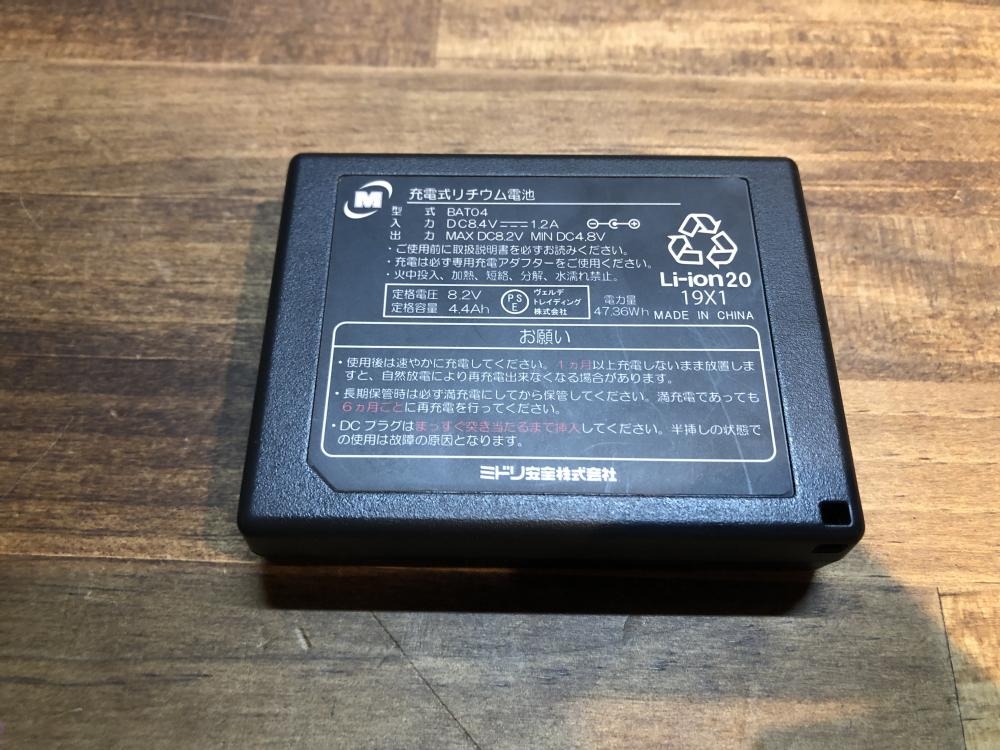 M 充電式リチウム電池
型 式 BAT04
入 力 DC8.4V 1.2A
出 力 MAX DC8.2V MIN DC4.8V
・ご使用前に取扱説明書を必ずお読みください。
・充電は必ず専用充電アダプターをご使用ください。
・火中投入、加熱、短絡、分解、水濡れ禁止。
Li-ion20
19X1
MADE IN CHINA
定格電圧 8.2V
定格容量 4.4Ah
PSE
ヴェルデ
トレイディング
株式会社
電力量
47.36Wh
お願い
・使用後は速やかに充電してください。1ヵ月以上充電しないまま放置しま
すと、自然放電により再充電出来なくなる場合があります。
・長期保管時は必ず満充電にしてから保管してください。満充電であっても
6ヵ月ごとに再充電を行ってください。
・DCプラグはまっすぐ突き当たるまで挿入してください。半挿しの状態で
の使用は故障の原因となります。
ミドリ安全株式会社